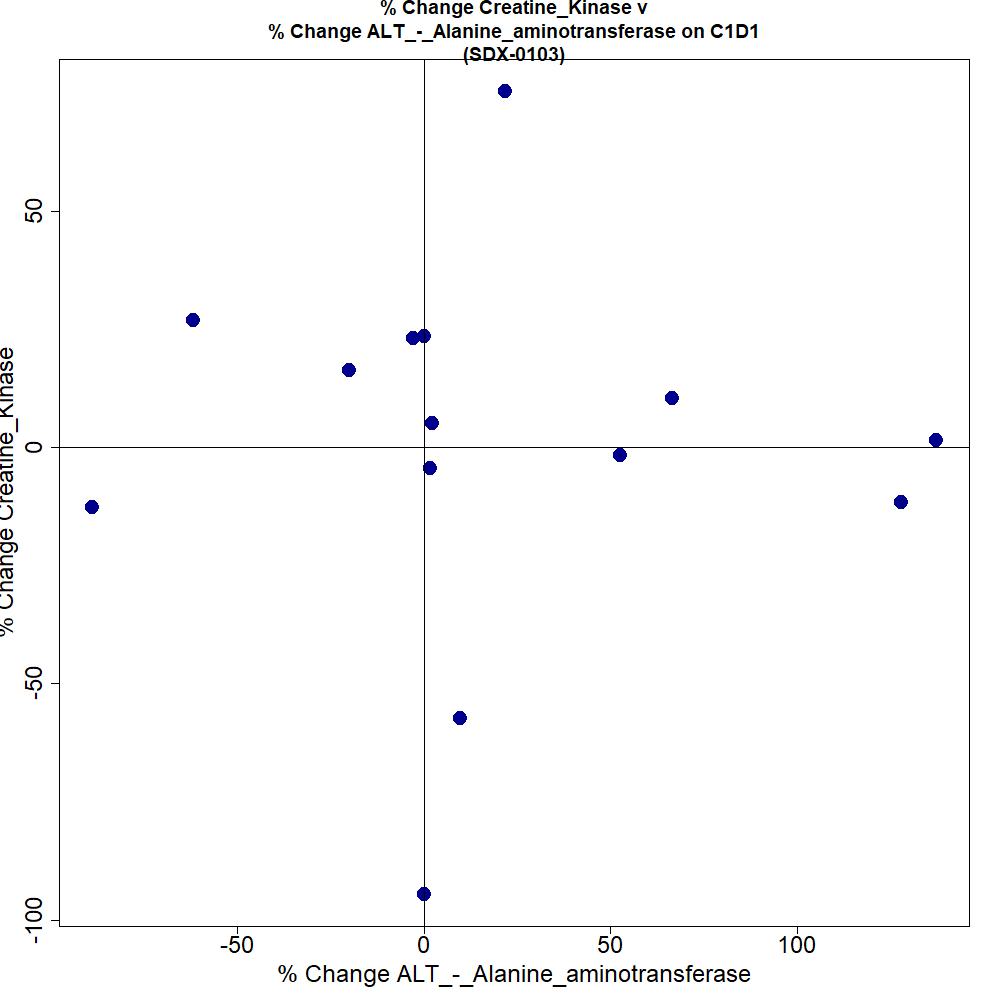 % Change Creatine_Kinase v
% Change ALT_-_Alanine_aminotransferase on C1D1
(SDX-0103)
50
0
-50
-100
% Change Creatine_Kinase
-50
0
50
100
% Change ALT_-_Alanine_aminotransferase